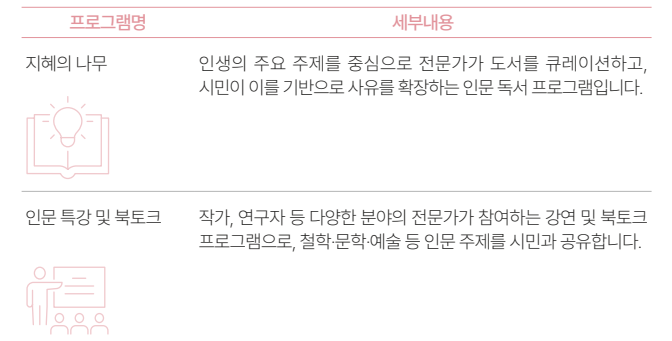 프로그램명 세부내용
지혜의 나무 인생의 주요 주제를 중심으로 전문가가 도서를 큐레이션하고,
시민이 이를 기반으로 사유를 확장하는 인문 독서 프로그램입니다.
인문 특강 및 북토크 작가, 연구자 등 다양한 분야의 전문가가 참여하는 강연 및 북토크
프로그램으로, 철학·문학·예술 등 인문 주제를 시민과 공유합니다.